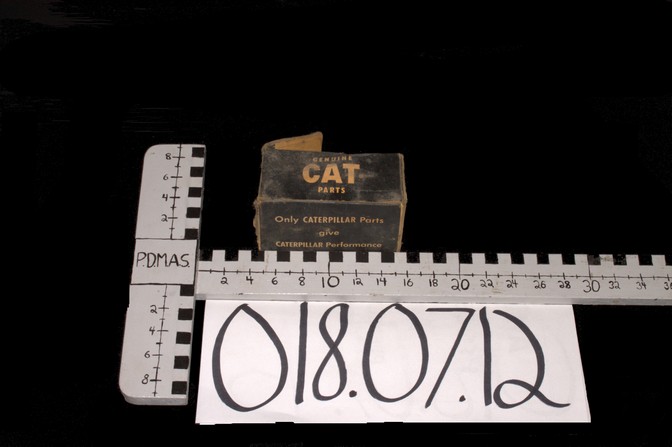 GENUINE
CAT
PARTS
Only CATERPILLAR Parts
give
CATERPILLAR Performance
8
6
4
2
P.D.M.A.S.
2 4 6 8 10 12 14 16 18 20 22 24 26 28 30 32 34
2
4
6
8
018.07.12